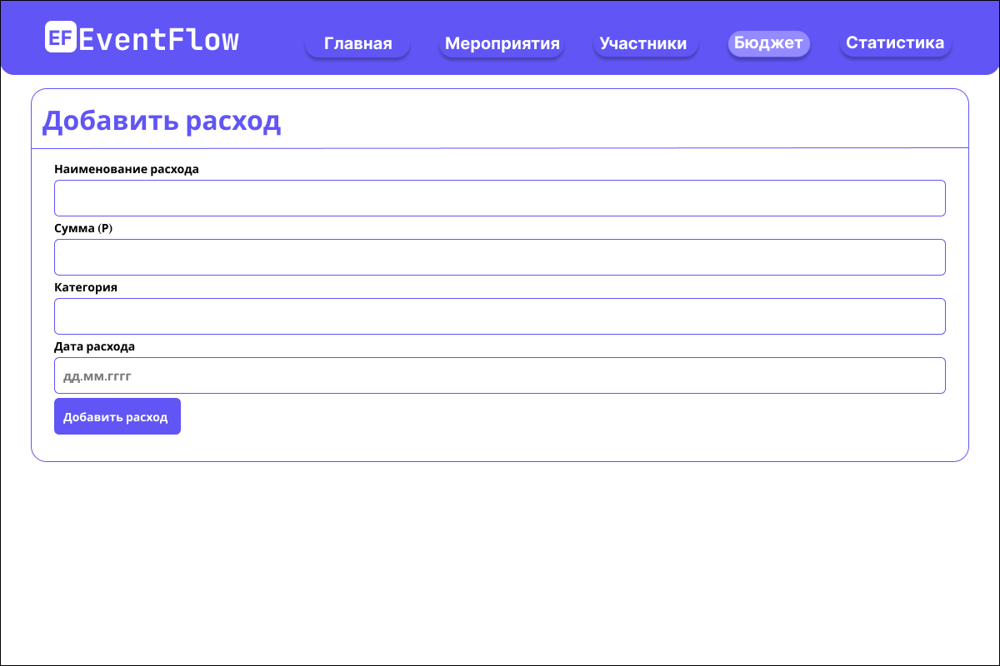 EF EventFlow
Главная Мероприятия Участники Бюджет Статистика
Добавить расход
Наименование расхода
Сумма (Р)
Категория
Дата расхода
дд.мм.гггг
Добавить расход